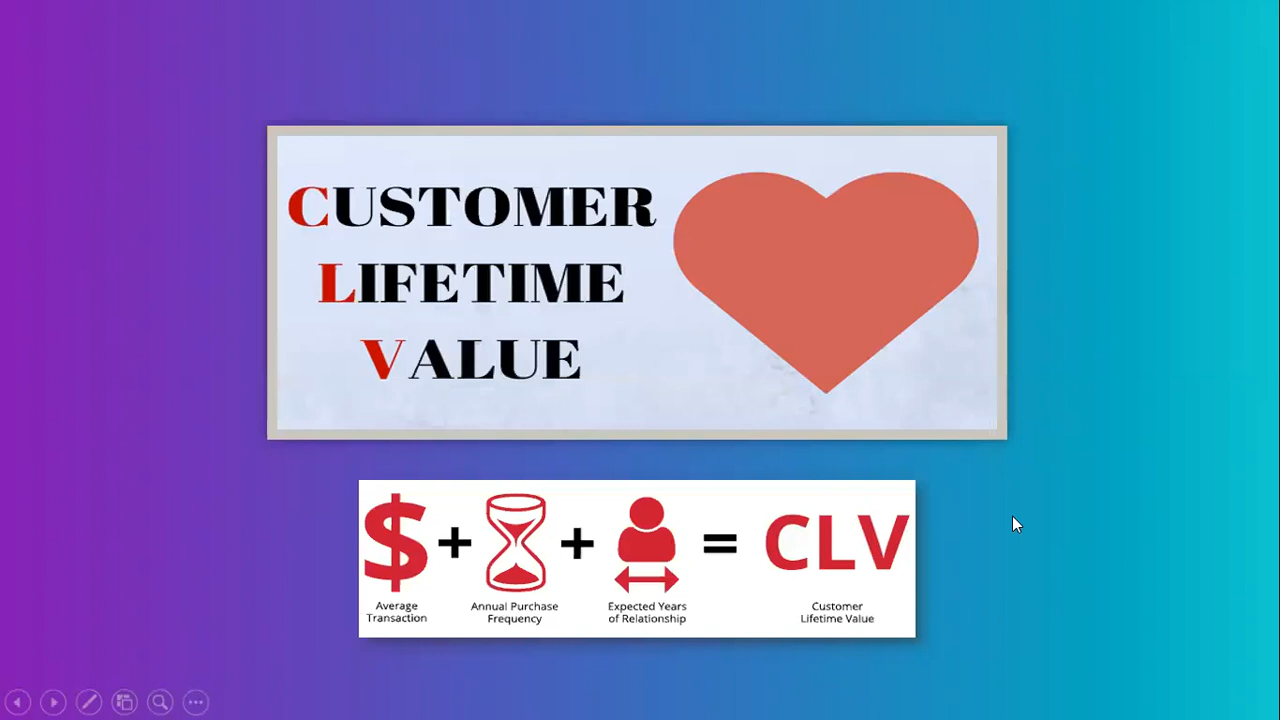 CUSTOMER
LIFETIME
VALUE
$ + + = CLV
Average
Transaction
Annual Purchase
Frequency
Expected Years
of Relationship
Customer
Lifetime Value